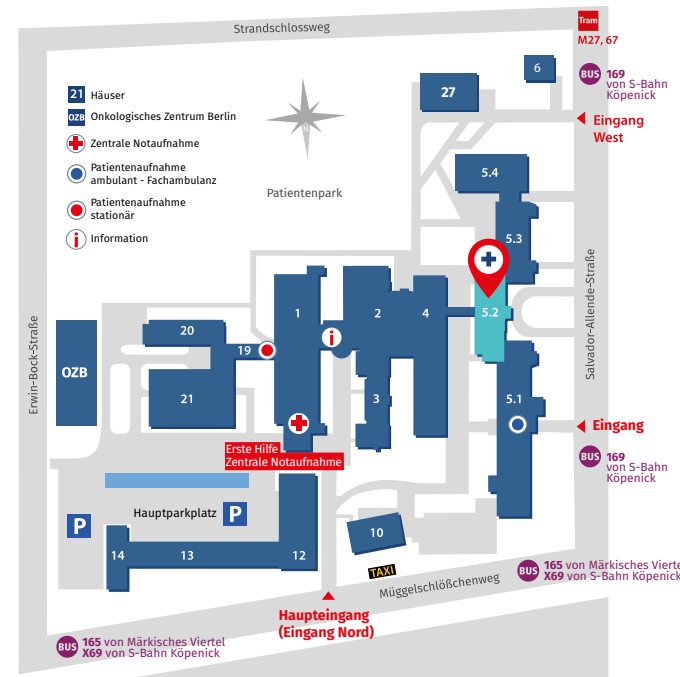 Strandschlossweg
Tram
M27, 67
6
27
BUS 169
von S-Bahn
Köpenick
Eingang
West
21 Häuser
OZB Onkologisches Zentrum Berlin
Zentrale Notaufnahme
Patientenaufnahme
ambulant - Fachambulanz
Patientenaufnahme
stationär
i Information
N
Patientenpark
5.4
5.3
5.2
1
2
4
20
19
i
OZB
21
3
5.1
Erwin-Bock-Straße
Salvador-Allende-Straße
Eingang
Erste Hilfe
Zentrale Notaufnahme
BUS 169
von S-Bahn
Köpenick
P
Hauptparkplatz P
10
14
13
12
TAXI
Müggelschlößchenweg
BUS 165 von Märkisches Vierte
X69 von S-Bahn Köpenick
Haupteingang
(Eingang Nord)
BUS 165 von Märkisches Viertel
X69 von S-Bahn Köpenick